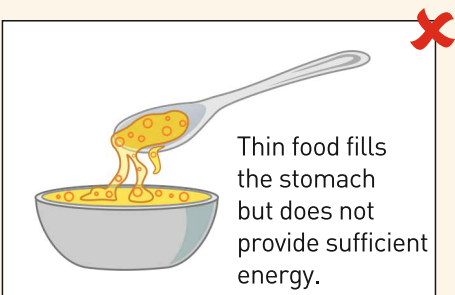 Thin food fills
the stomach
but does not
provide sufficient
energy.